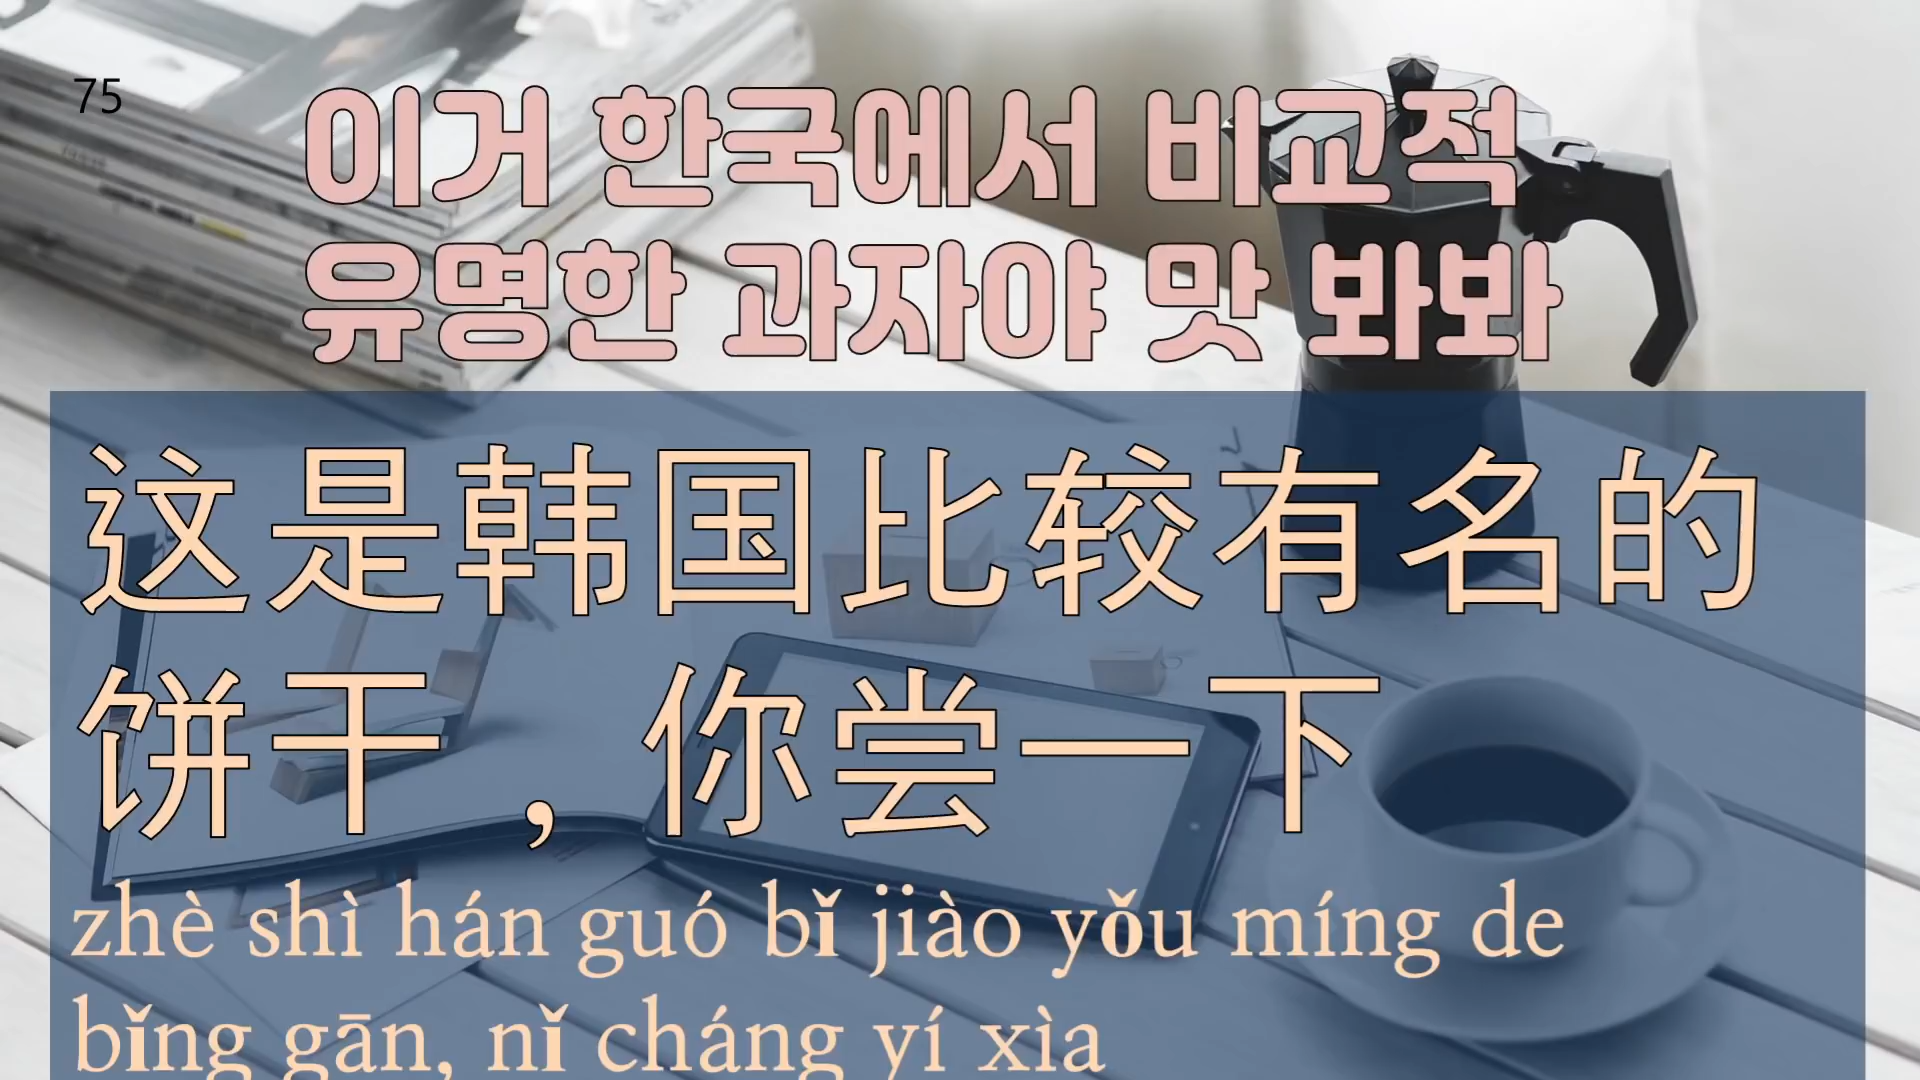 75
이거 한국에서 비교적
유명한 과자야 맛 봐봐
这是韩国比较有名的
饼干，你尝一下
zhè shì hán guó bǐ jiào yǒu míng de
bǐng gān, nǐ cháng yí xìa